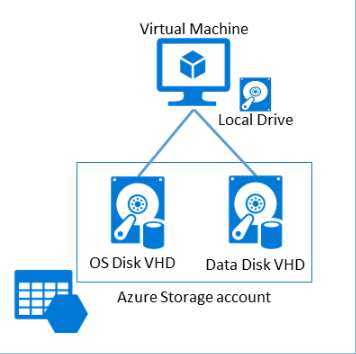 Virtual Machine
Local Drive
OS Disk VHD
Data Disk VHD
Azure Storage account